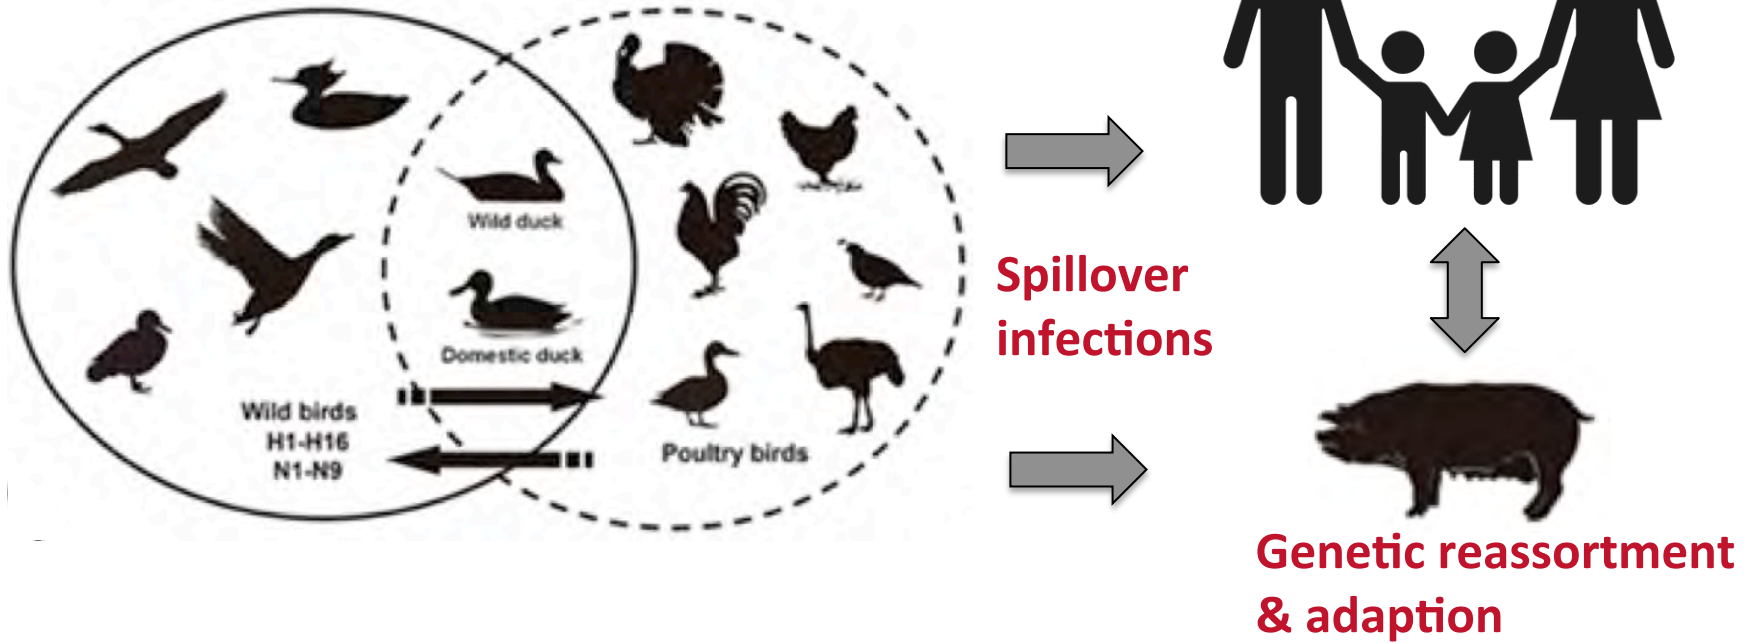 Wild duck
Domestic duck
Wild birds
H1-H16
N1-N9
Poultry birds
Spillover
infections
Genetic reassortment
& adaption